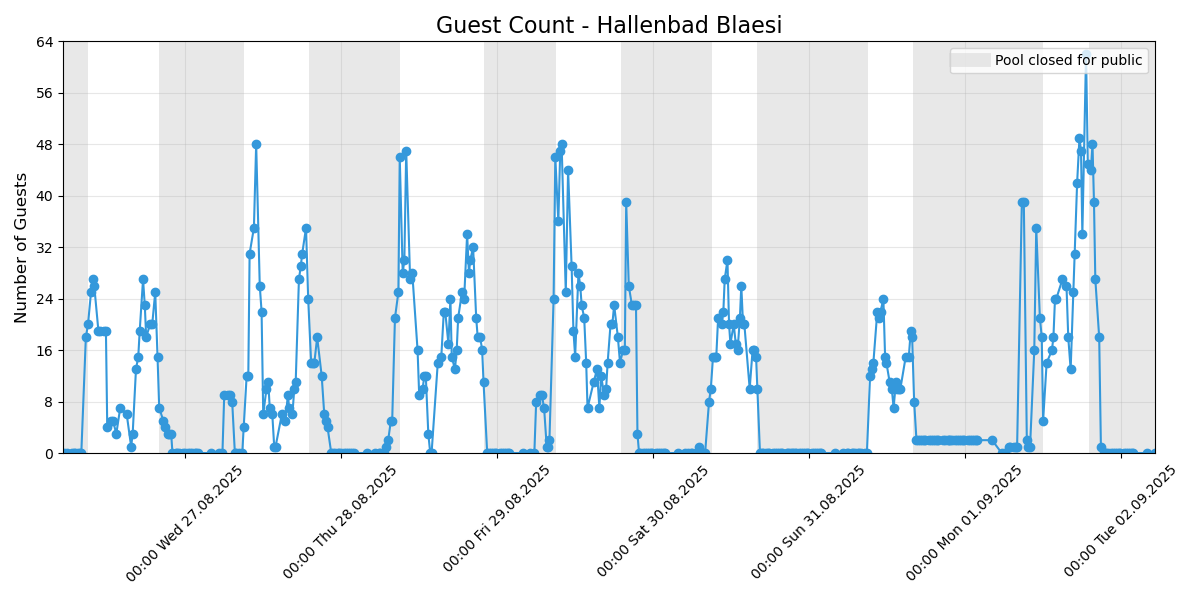 Guest Count - Hallenbad Blaesi
Pool closed for public
Number of Guests
64
56
48
40
32
24
16
8
0
00:00 Wed 27.08.2025
00:00 Thu 28.08.2025
00:00 Fri 29.08.2025
00:00 Sat 30.08.2025
00:00 Sun 31.08.2025
00:00 Mon 01.09.2025
00:00 Tue 02.09.2025